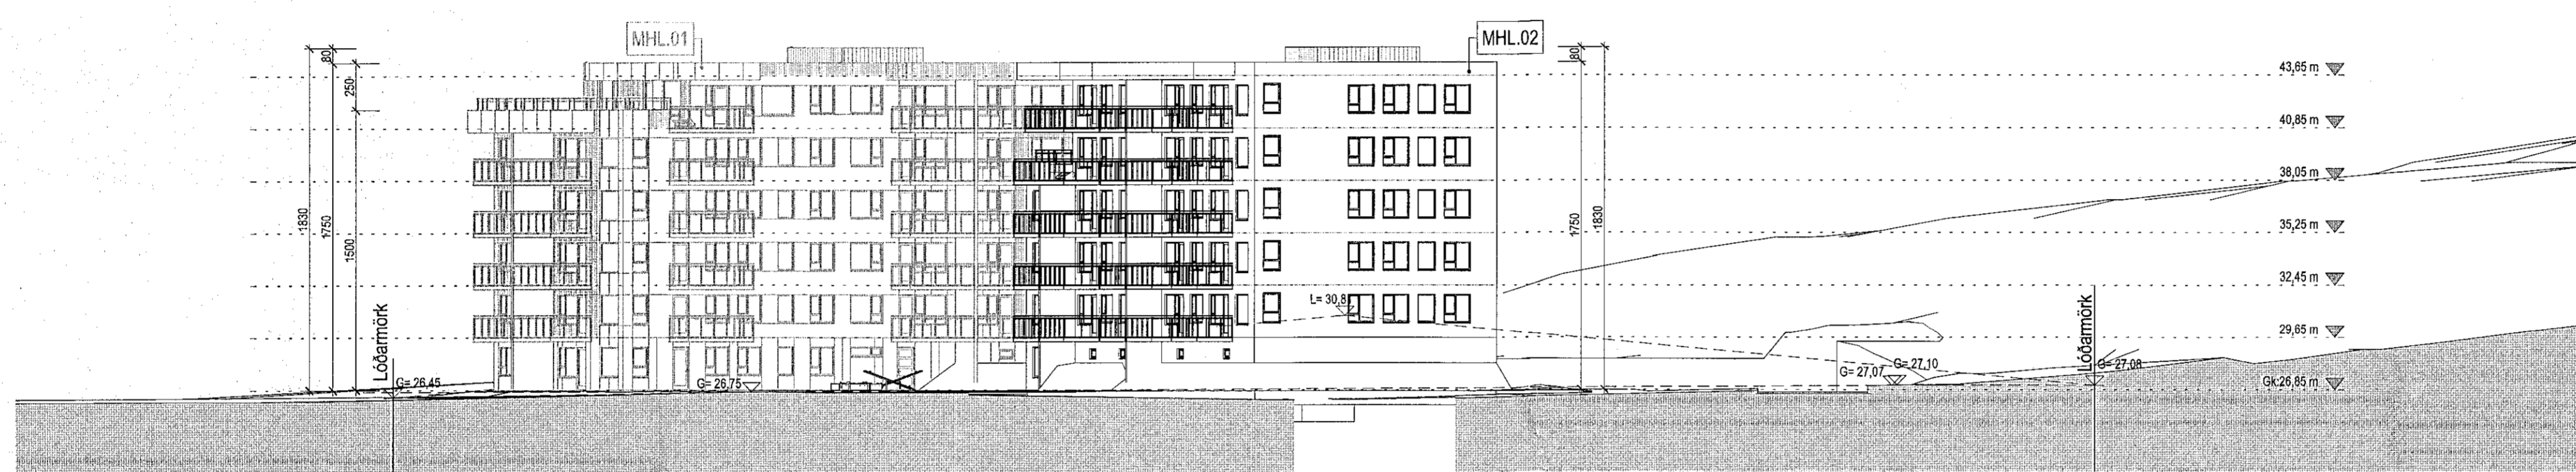 MHL.01
MHL.02
80
250
1830
1750
1500
80
1750
1830
43,65 m
40,85 m
38,05 m
35,25 m
32,45 m
29,65 m
Gk:26,85 m
L= 30,8
Lóðarmörk
G= 26,45
G= 26,75
G= 27,07
G= 27,10
Lóðarmörk
G= 27,08